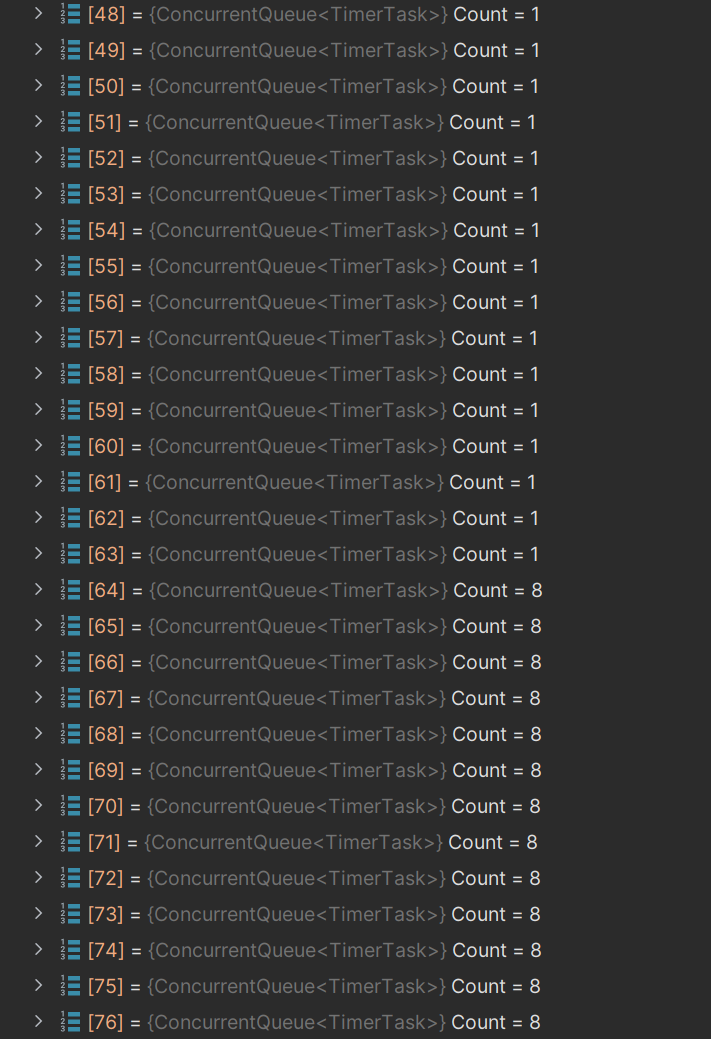 [48] = {ConcurrentQueue<TimerTask>} Count = 1
[49] = {ConcurrentQueue<TimerTask>} Count = 1
[50] = {ConcurrentQueue<TimerTask>} Count = 1
[51] = {ConcurrentQueue<TimerTask>} Count = 1
[52] = {ConcurrentQueue<TimerTask>} Count = 1
[53] = {ConcurrentQueue<TimerTask>} Count = 1
[54] = {ConcurrentQueue<TimerTask>} Count = 1
[55] = {ConcurrentQueue<TimerTask>} Count = 1
[56] = {ConcurrentQueue<TimerTask>} Count = 1
[57] = {ConcurrentQueue<TimerTask>} Count = 1
[58] = {ConcurrentQueue<TimerTask>} Count = 1
[59] = {ConcurrentQueue<TimerTask>} Count = 1
[60] = {ConcurrentQueue<TimerTask>} Count = 1
[61] = {ConcurrentQueue<TimerTask>} Count = 1
[62] = {ConcurrentQueue<TimerTask>} Count = 1
[63] = {ConcurrentQueue<TimerTask>} Count = 1
[64] = {ConcurrentQueue<TimerTask>} Count = 8
[65] = {ConcurrentQueue<TimerTask>} Count = 8
[66] = {ConcurrentQueue<TimerTask>} Count = 8
[67] = {ConcurrentQueue<TimerTask>} Count = 8
[68] = {ConcurrentQueue<TimerTask>} Count = 8
[69] = {ConcurrentQueue<TimerTask>} Count = 8
[70] = {ConcurrentQueue<TimerTask>} Count = 8
[71] = {ConcurrentQueue<TimerTask>} Count = 8
[72] = {ConcurrentQueue<TimerTask>} Count = 8
[73] = {ConcurrentQueue<TimerTask>} Count = 8
[74] = {ConcurrentQueue<TimerTask>} Count = 8
[75] = {ConcurrentQueue<TimerTask>} Count = 8
[76] = {ConcurrentQueue<TimerTask>} Count = 8